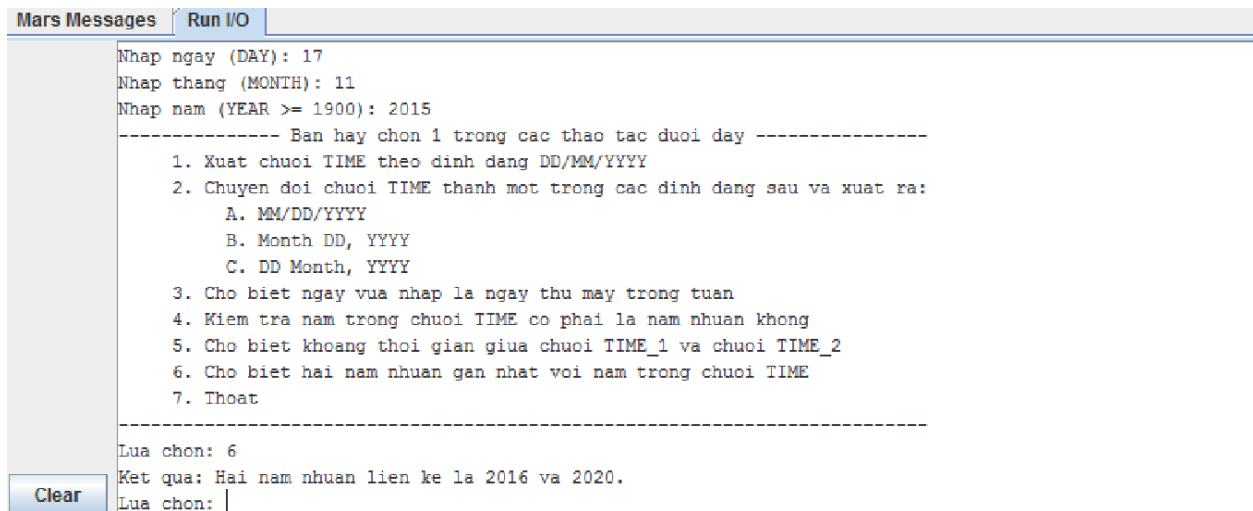 Mars Messages Run I/O
Nhap ngay (DAY): 17
Nhap thang (MONTH): 11
Nhap nam (YEAR >= 1900): 2015
--------------- Ban hay chon 1 trong cac thao tac duoi day ----------------
1. Xuat chuoi TIME theo dinh dang DD/MM/YYYY
2. Chuyen doi chuoi TIME thanh mot trong cac dinh dang sau va xuat ra:
A. MM/DD/YYYY
B. Month DD, YYYY
C. DD Month, YYYY
3. Cho biet ngay vua nhap la ngay thu may trong tuan
4. Kiem tra nam trong chuoi TIME co phai la nam nhuan khong
5. Cho biet khoang thoi gian giua chuoi TIME_1 va chuoi TIME_2
6. Cho biet hai nam nhuan gan nhat voi nam trong chuoi TIME
7. Thoat
---------------------------------------------------------------------------
Lua chon: 6
Ket qua: Hai nam nhuan lien ke la 2016 va 2020.
Lua chon:
Clear